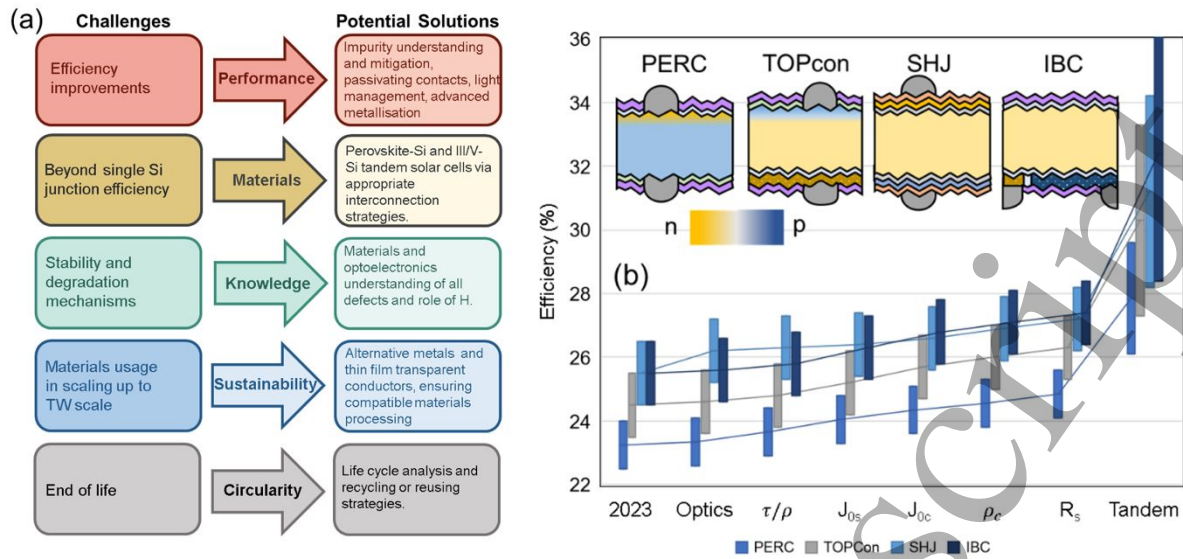 (a)
Challenges
Potential Solutions
Efficiency
improvements
Performance
Impurity understanding
and mitigation,
passivating contacts, light
management, advanced
metallisation
Beyond single Si
junction efficiency
Materials
Perovskite-Si and III/V-
Si tandem solar cells via
appropriate
interconnection
strategies.
Stability and
degradation
mechanisms
Knowledge
Materials and
optoelectronics
understanding of all
defects and role of H.
Materials usage
in scaling up to
TW scale
Sustainability
Alternative metals and
thin film transparent
conductors, ensuring
compatible materials
processing
End of life
Circularity
Life cycle analysis and
recycling or reusing
strategies.
(b)
Efficiency (%)
36
34
32
30
28
26
24
22
PERC TOPcon SHJ IBC
n p
2023 Optics τ/ρ J0s J0c ρc Rs Tandem
PERC TOPCon SHJ IBC
script